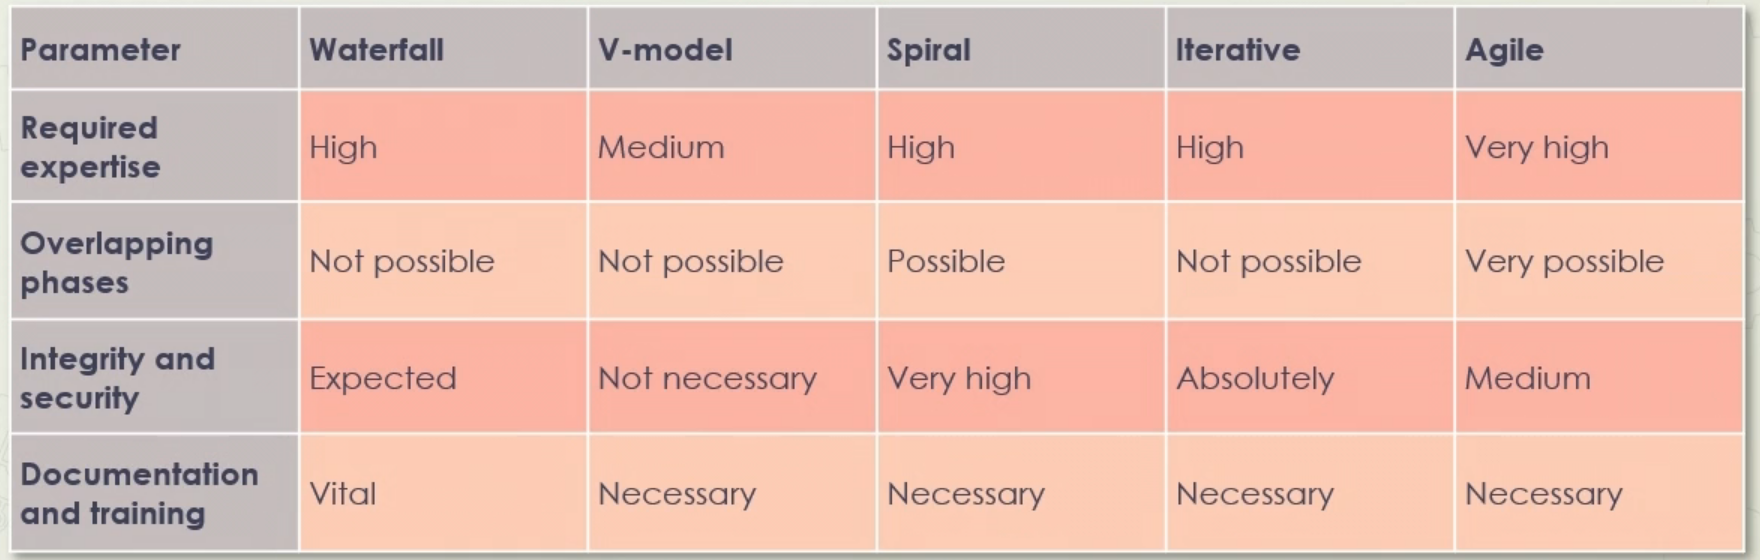 Parameter Waterfall V-model Spiral Iterative Agile
Required
expertise
High Medium High High Very high
Overlapping
phases
Not possible Not possible Possible Not possible Very possible
Integrity and
security
Expected Not necessary Very high Absolutely Medium
Documentation
and training
Vital Necessary Necessary Necessary Necessary